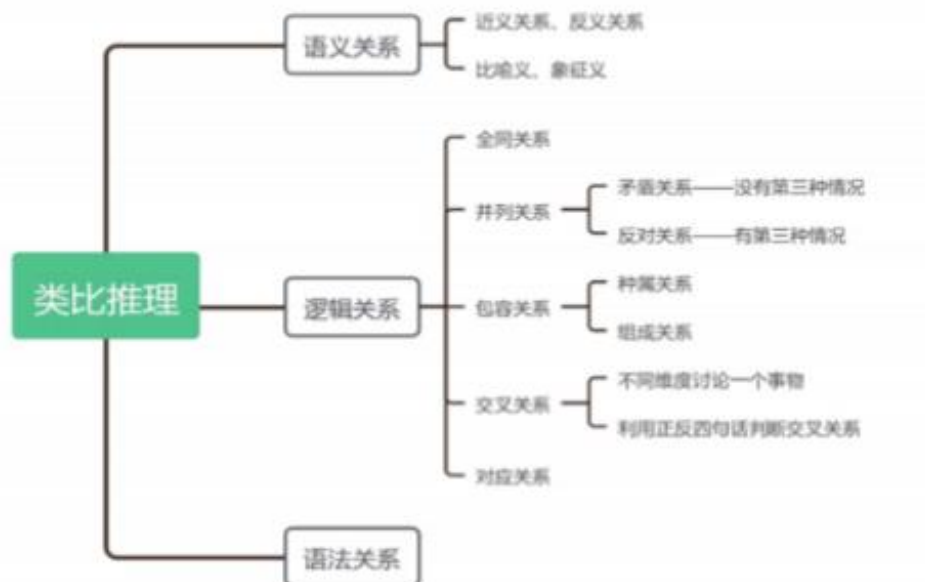 类比推理
语义关系
近义关系、反义关系
比喻义、象征义
逻辑关系
全同关系
并列关系
矛盾关系——没有第三种情况
反对关系——有第三种情况
包容关系
种属关系
组成关系
交叉关系
不同维度讨论一个事物
利用正反四句话判断交叉关系
对应关系
语法关系